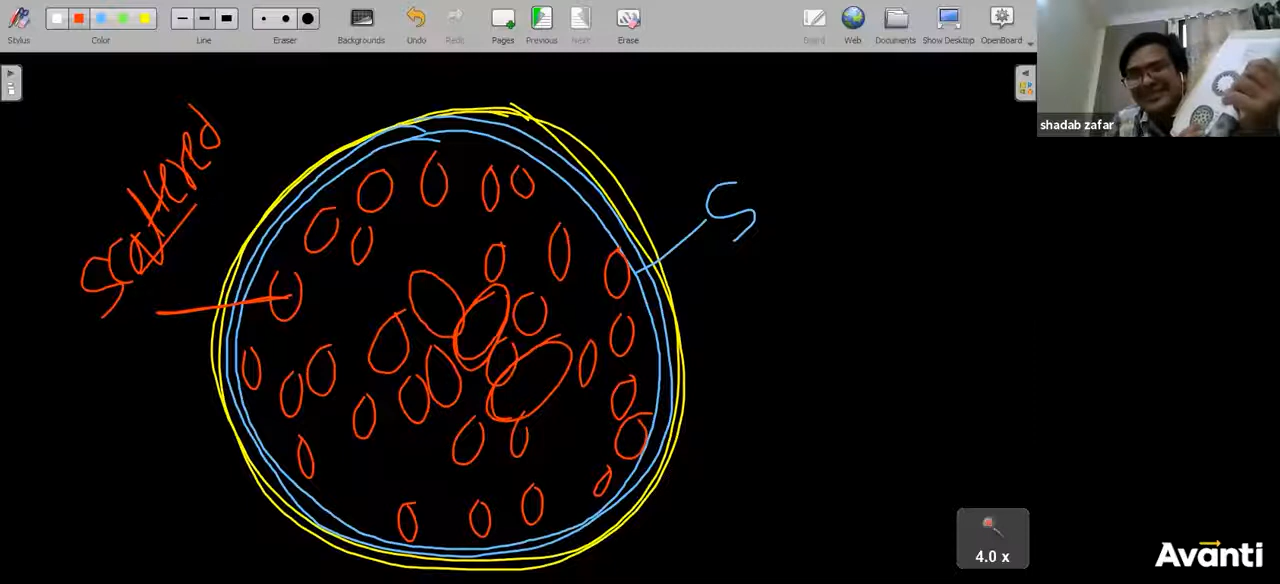 Stylus
Color
Line
Eraser
Backgrounds
Undo
Redo
Pages
Previous
Next
Erase
Board
Web
Documents
Show Desktop
OpenBoard
shadab zafar
Scattered
S
4.0 x
Avanti